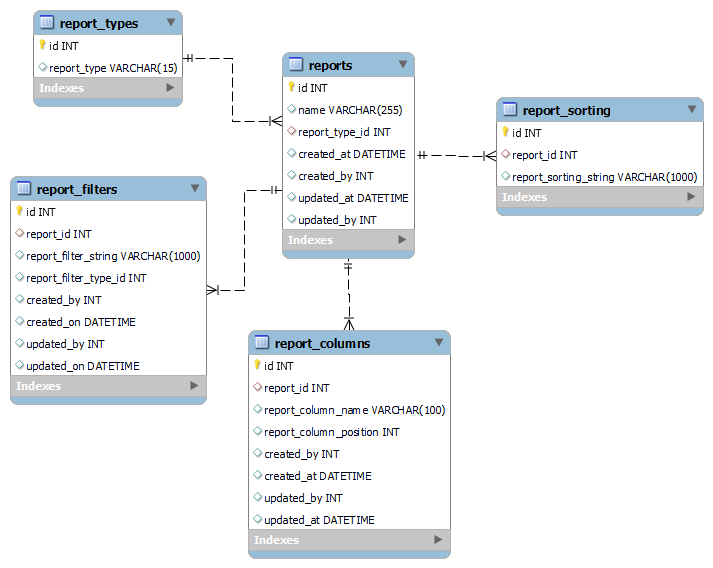 report_types
id INT
report_type VARCHAR(15)
Indexes
reports
id INT
name VARCHAR(255)
report_type_id INT
created_at DATETIME
created_by INT
updated_at DATETIME
updated_by INT
Indexes
report_sorting
id INT
report_id INT
report_sorting_string VARCHAR(1000)
Indexes
report_filters
id INT
report_id INT
report_filter_string VARCHAR(1000)
report_filter_type_id INT
created_by INT
created_on DATETIME
updated_by INT
updated_on DATETIME
Indexes
report_columns
id INT
report_id INT
report_column_name VARCHAR(100)
report_column_position INT
created_by INT
created_at DATETIME
updated_by INT
updated_at DATETIME
Indexes